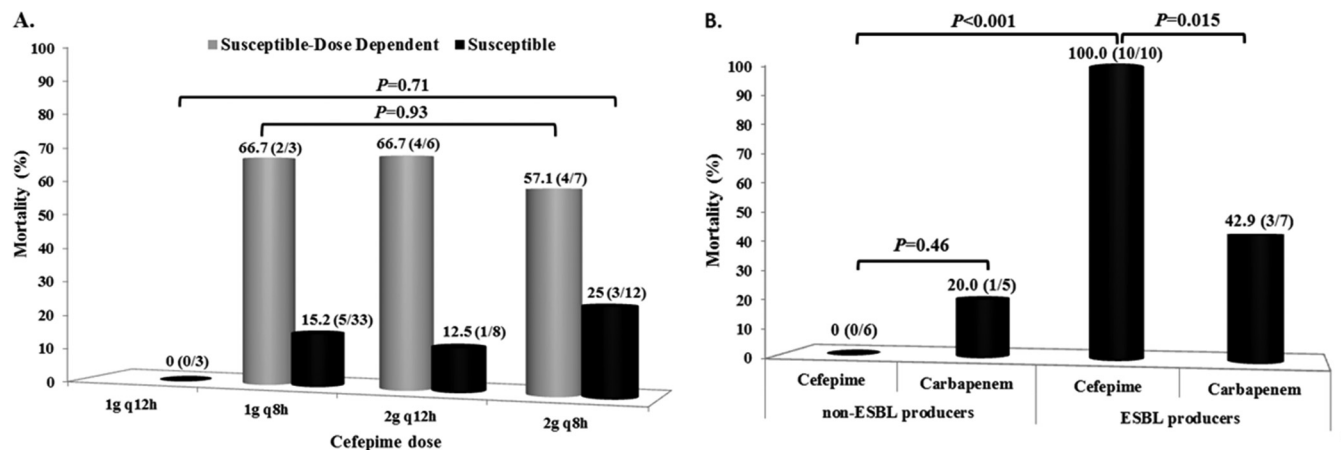 A.
Susceptible-Dose Dependent Susceptible
Mortality (%)
100
90
80
70
60
50
40
30
20
10
0
P=0.71
P=0.93
66.7 (2/3)
66.7 (4/6)
57.1 (4/7)
0 (0/3)
15.2 (5/33)
12.5 (1/8)
25 (3/12)
1g q12h
1g q8h
2g q12h
2g q8h
Cefepime dose
B.
Mortality (%)
100
90
80
70
60
50
40
30
20
10
0
P<0.001
P=0.015
100.0 (10/10)
P=0.46
0 (0/6)
20.0 (1/5)
42.9 (3/7)
Cefepime
Carbapenem
Cefepime
Carbapenem
non-ESBL producers
ESBL producers